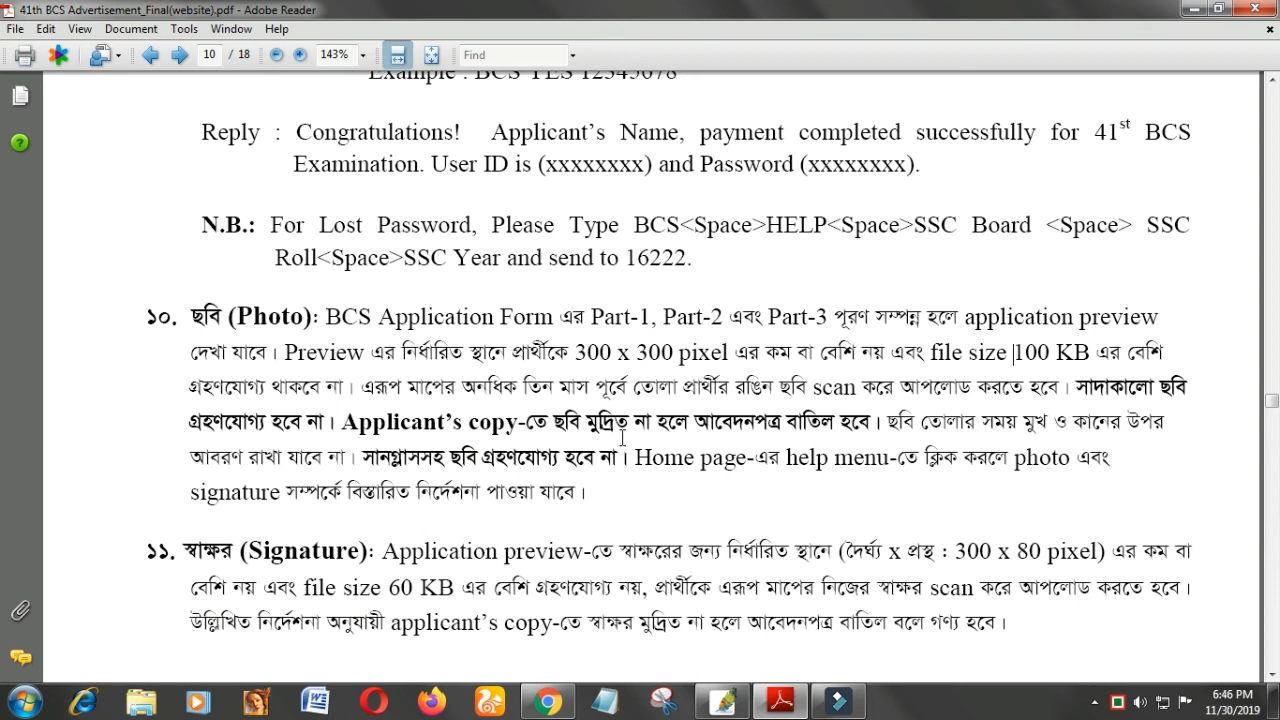 41th BCS Advertisement_Final(website).pdf - Adobe Reader
File Edit View Document Tools Window Help
10 / 18 143% Find
Example : BCS YES 12345678
Reply : Congratulations! Applicant's Name, payment completed successfully for 41st BCS
Examination. User ID is (xxxxxxxx) and Password (xxxxxxxx).
N.B.: For Lost Password, Please Type BCS<Space>HELP<Space>SSC Board <Space> SSC
Roll<Space>SSC Year and send to 16222.
১০. ছবি (Photo): BCS Application Form এর Part-1, Part-2 এবং Part-3 পূরণ সম্পন্ন হলে application preview
দেখা যাবে। Preview এর নির্ধারিত স্থানে প্রার্থীকে 300 x 300 pixel এর কম বা বেশি নয় এবং file size 100 KB এর বেশি
গ্রহণযোগ্য থাকবে না। এরূপ মাপের অনধিক তিন মাস পূর্বে তোলা প্রার্থীর রঙিন ছবি scan করে আপলোড করতে হবে। সাদাকালো ছবি
গ্রহণযোগ্য হবে না। Applicant's copy-তে ছবি মুদ্রিত না হলে আবেদনপত্র বাতিল হবে। ছবি তোলার সময় মুখ ও কানের উপর
আবরণ রাখা যাবে না। সানগ্লাসসহ ছবি গ্রহণযোগ্য হবে না। Home page-এর help menu-তে ক্লিক করলে photo এবং
signature সম্পর্কে বিস্তারিত নির্দেশনা পাওয়া যাবে।
১১. স্বাক্ষর (Signature): Application preview-তে স্বাক্ষরের জন্য নির্ধারিত স্থানে (দৈর্ঘ্য x প্রস্থ : 300 x 80 pixel) এর কম বা
বেশি নয় এবং file size 60 KB এর বেশি গ্রহণযোগ্য নয়, প্রার্থীকে এরূপ মাপের নিজের স্বাক্ষর scan করে আপলোড করতে হবে।
উল্লিখিত নির্দেশনা অনুযায়ী applicant's copy-তে স্বাক্ষর মুদ্রিত না হলে আবেদনপত্র বাতিল বলে গণ্য হবে।
6:46 PM
11/30/2019